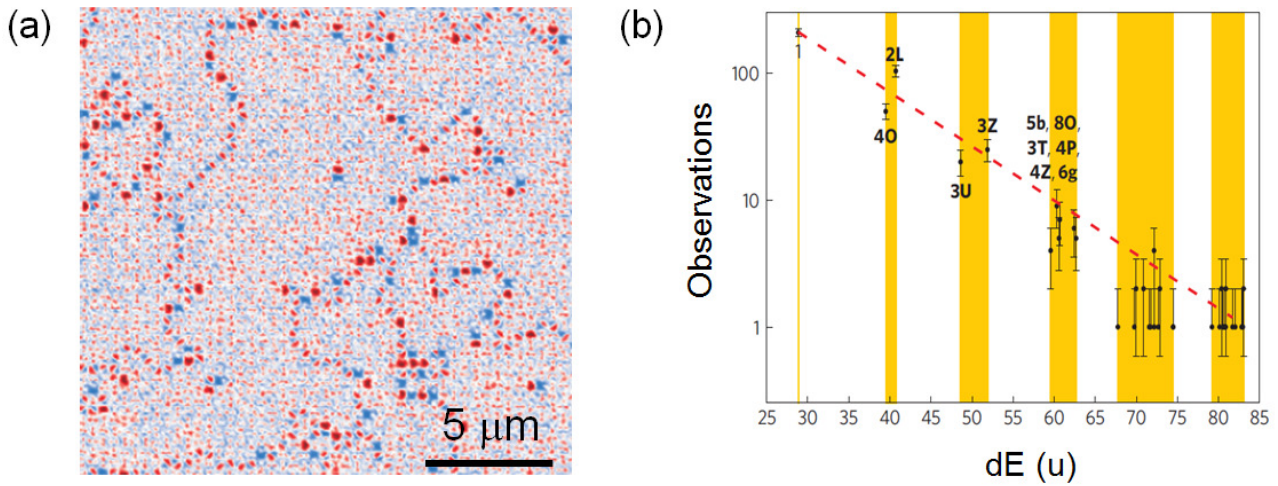 (a)
5 μm
(b)
Observations
100
10
1
1
2L
4O
3U
3Z
5b, 8O,
3T, 4P,
4Z, 6g
25 30 35 40 45 50 55 60 65 70 75 80 85
dE (u)